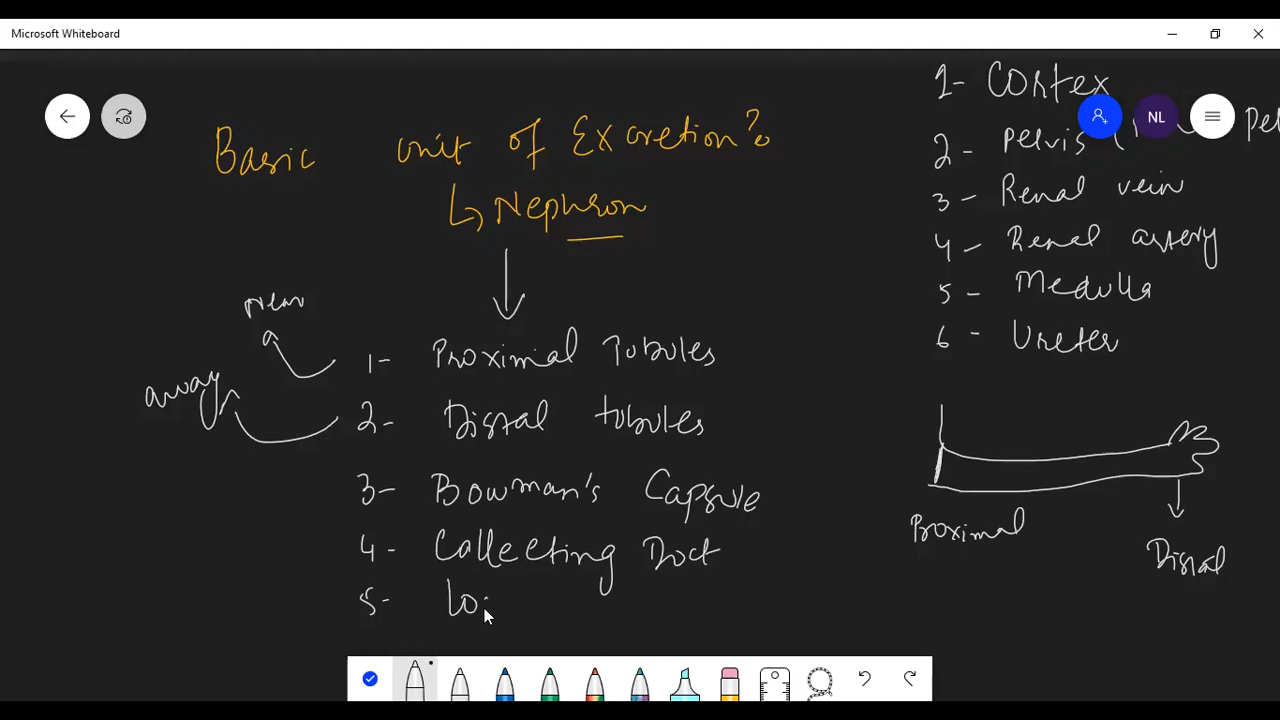 Microsoft Whiteboard
NL
Basic unit of Excretion?
↳ Nephron
near
away
1- Proximal Tubules
2- Distal tubules
3- Bowman's Capsule
4- Collecting Duct
5- Lo
1- Cortex
2- Pelvis (
3- Renal vein
4- Renal artery
5- Medulla
6- Ureter
Proximal
Distal